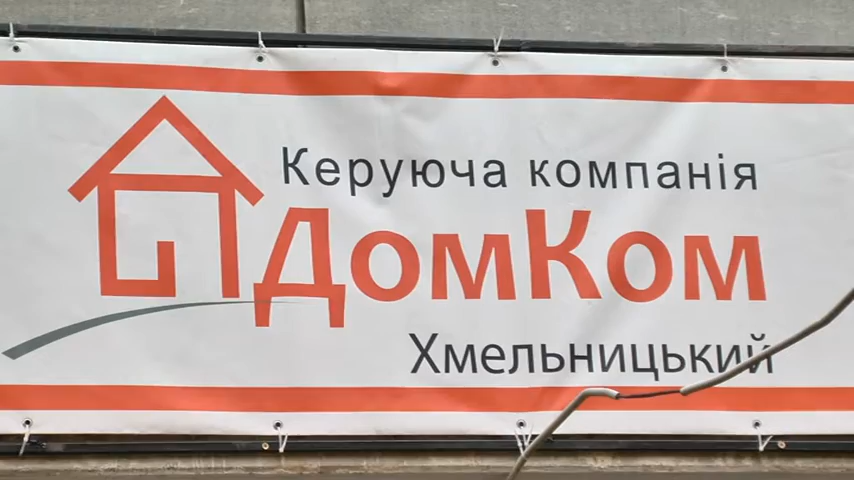 Керуюча компанія
ДомКом
Хмельницький